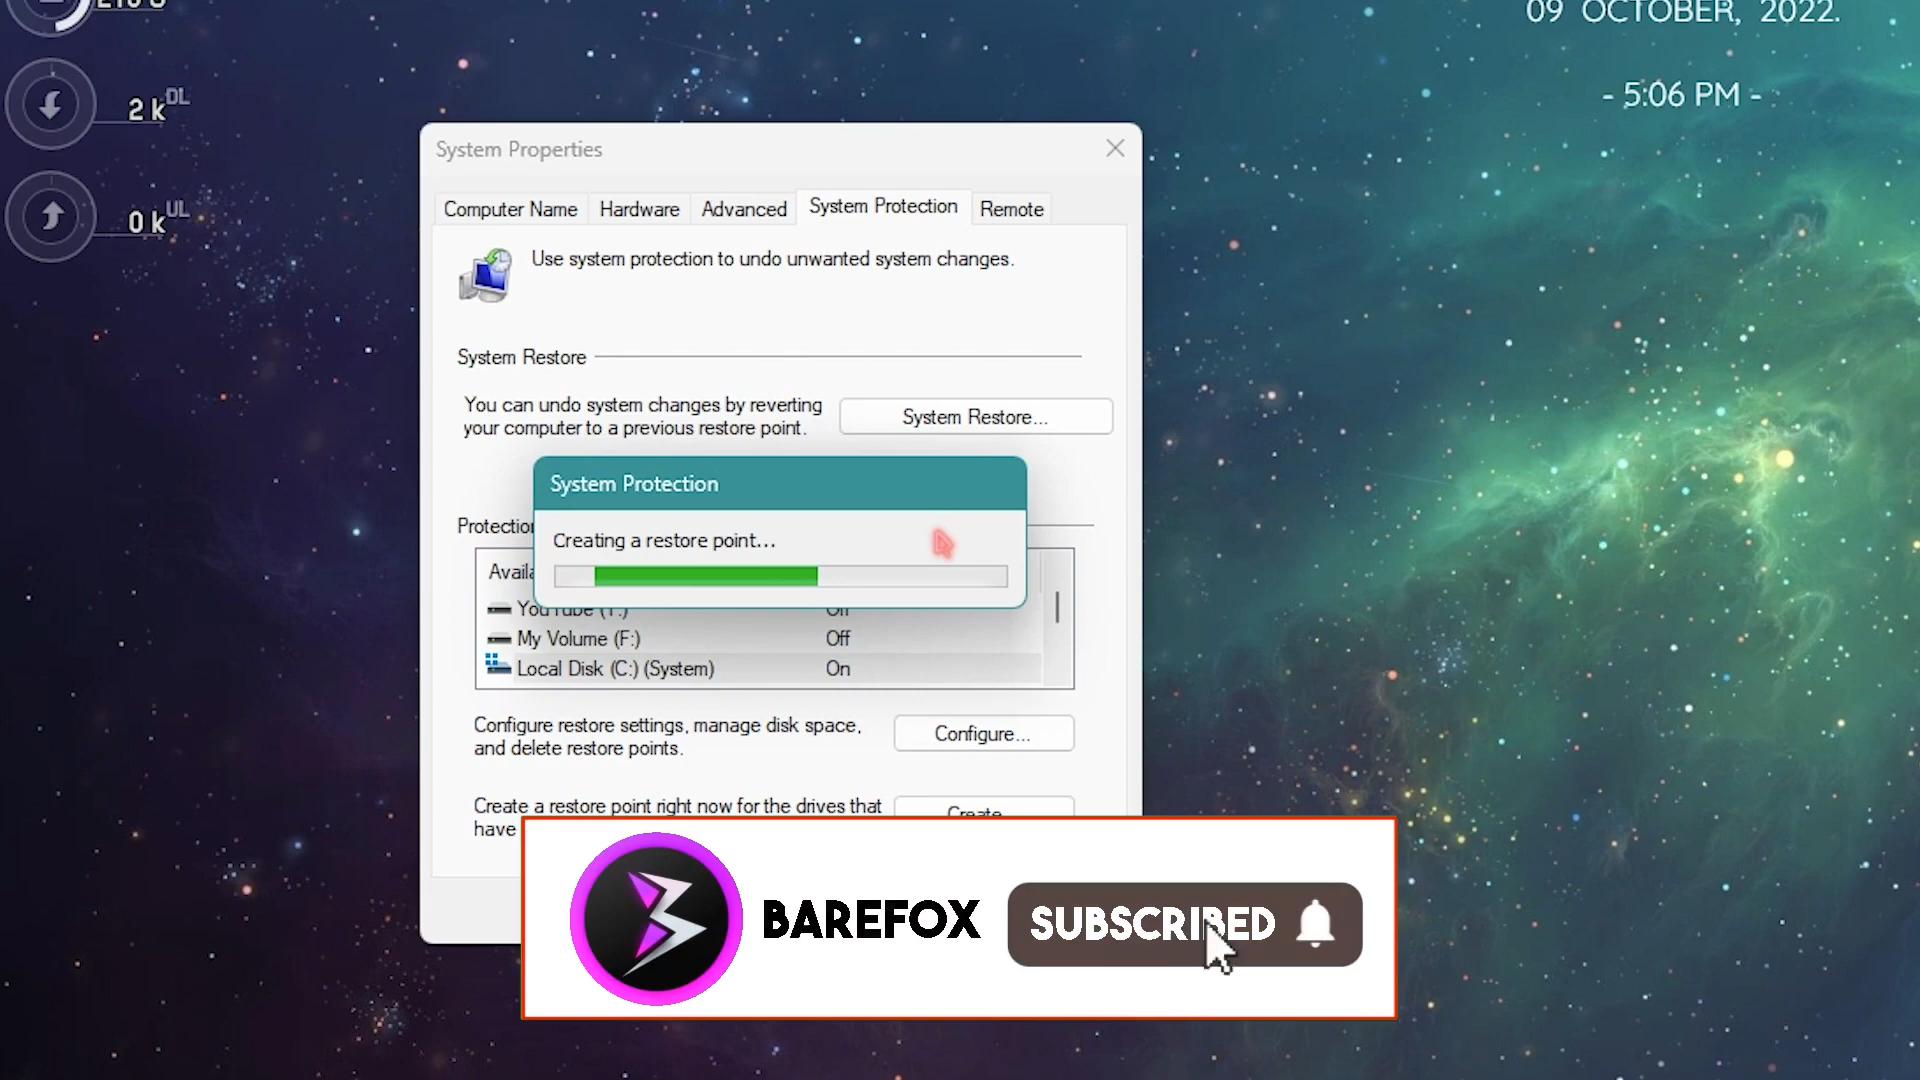 09 OCTOBER, 2022.
- 5:06 PM -
2 k DL
0 k UL
System Properties
Computer Name Hardware Advanced System Protection Remote
Use system protection to undo unwanted system changes.
System Restore
You can undo system changes by reverting
your computer to a previous restore point.
System Restore...
System Protection
Creating a restore point...
My Volume (F:) Off
Local Disk (C:) (System) On
Configure restore settings, manage disk space,
and delete restore points.
Configure...
Create a restore point right now for the drives that
have
Create...
BAREFOX
SUBSCRIBED